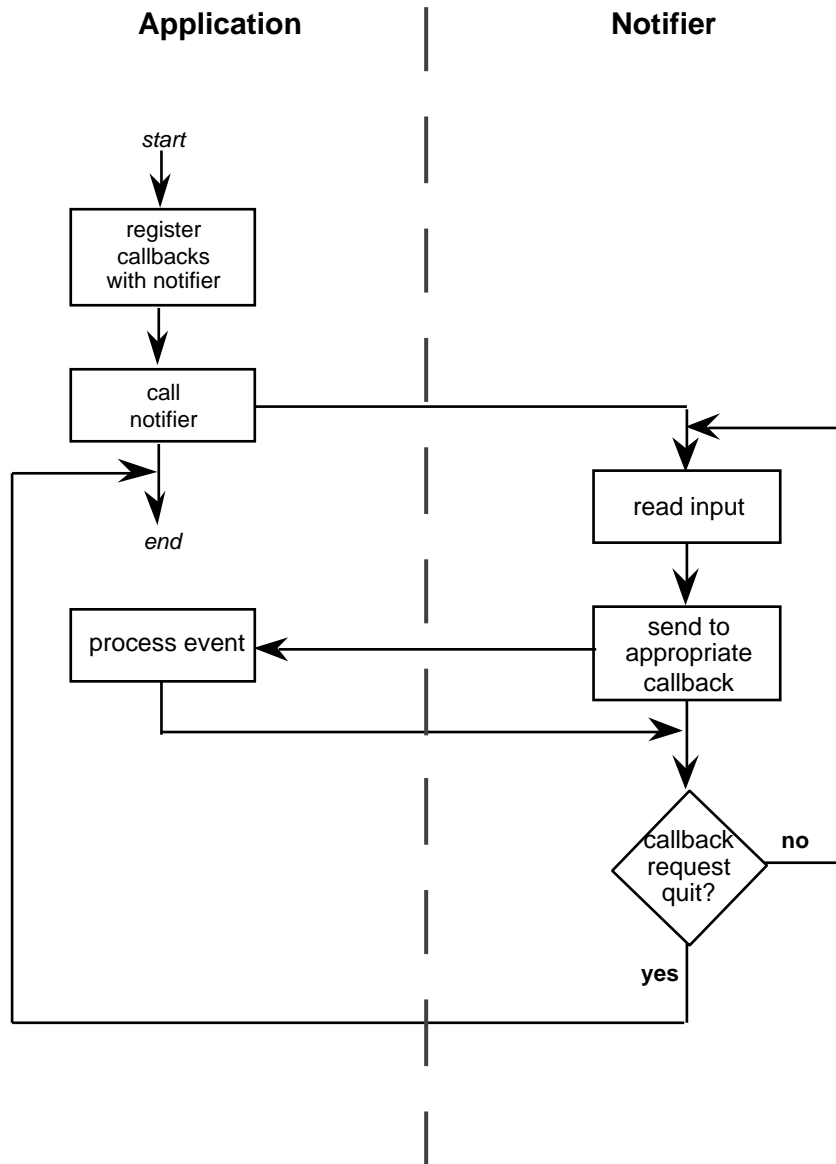 Application
Notifier
start
register
callbacks
with notifier
call
notifier
end
read input
process event
send to
appropriate
callback
callback
request
quit?
no
yes